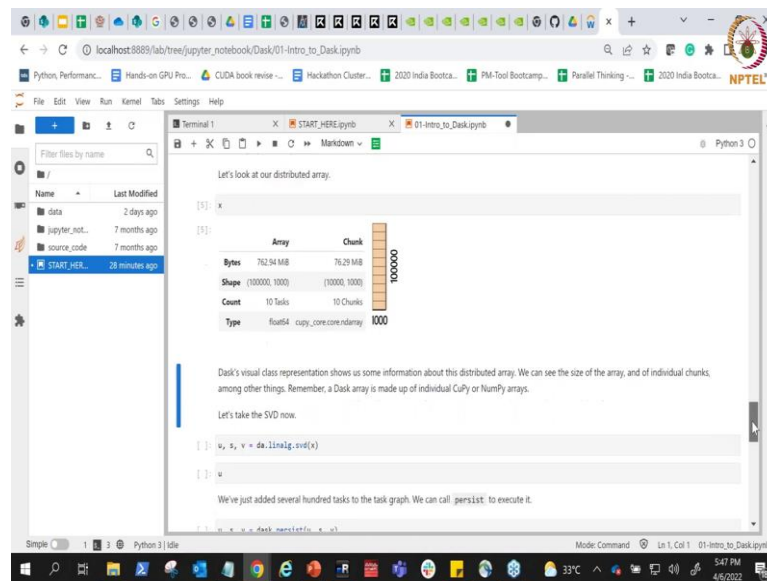 localhost:8889/lab/tree/jupyter_notebook/Dask/01-Intro_to_Dask.ipynb
Python, Performanc... Hands-on GPU Pro... CUDA book revise -... Hackathon Cluster... 2020 India Bootca... PM-Tool Bootcamp... Parallel Thinking -... 2020 India Bootca...
NPTEL
File Edit View Run Kernel Tabs Settings Help
Terminal 1 START_HERE.ipynb 01-Intro_to_Dask.ipynb
Markdown Python 3
Filter files by name
/
Name Last Modified
data 2 days ago
jupyter_not... 7 months ago
source_code 7 months ago
START_HER... 28 minutes ago
Let's look at our distributed array.
[5]: x
[5]:
Array Chunk
Bytes 762.94 MiB 76.29 MiB
Shape (100000, 1000) (10000, 1000)
Count 10 Tasks 10 Chunks
Type float64 cupy._core.core.ndarray
100000
1000
Dask's visual class representation shows us some information about this distributed array. We can see the size of the array, and of individual chunks,
among other things. Remember, a Dask array is made up of individual CuPy or NumPy arrays.
Let's take the SVD now.
[ ]: u, s, v = da.linalg.svd(x)
[ ]: u
We've just added several hundred tasks to the task graph. We can call persist to execute it.
[ ]: u, s, v = dask.persist(u, s, v)
Simple 1 3 Python 3 | Idle Mode: Command Ln 1, Col 1 01-Intro_to_Dask.ipynb
33°C 5:47 PM
4/6/2022